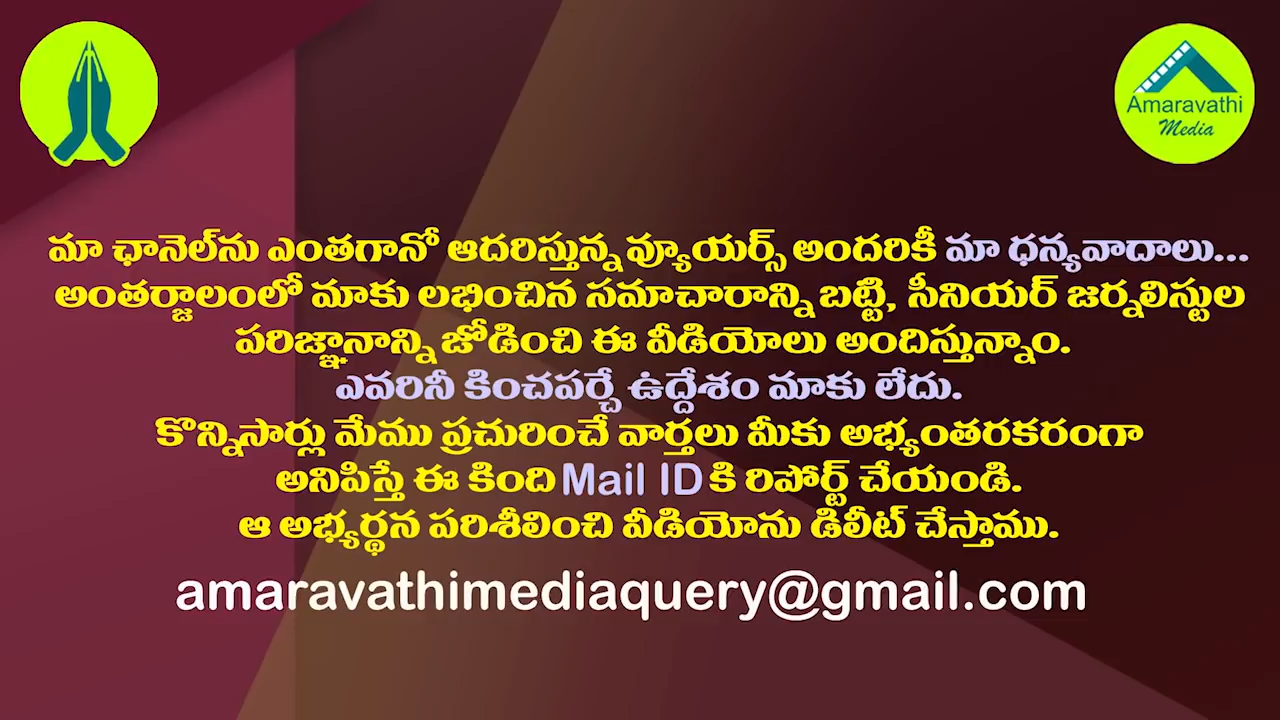 Amaravathi
Media
మా ఛానెల్‌ను ఎంతగానో ఆదరిస్తున్న వ్యూయర్స్ అందరికీ మా ధన్యవాదాలు...
అంతర్జాలంలో మాకు లభించిన సమాచారాన్ని బట్టి, సీనియర్ జర్నలిస్టుల
పరిజ్ఞానాన్ని జోడించి ఈ వీడియోలు అందిస్తున్నాం.
ఎవరినీ కించపర్చే ఉద్దేశం మాకు లేదు.
కొన్నిసార్లు మేము ప్రచురించే వార్తలు మీకు అభ్యంతరకరంగా
అనిపిస్తే ఈ కింది Mail ID కి రిపోర్ట్ చేయండి.
ఆ అభ్యర్థన పరిశీలించి వీడియోను డిలీట్ చేస్తాము.
amaravathimediaquery@gmail.com